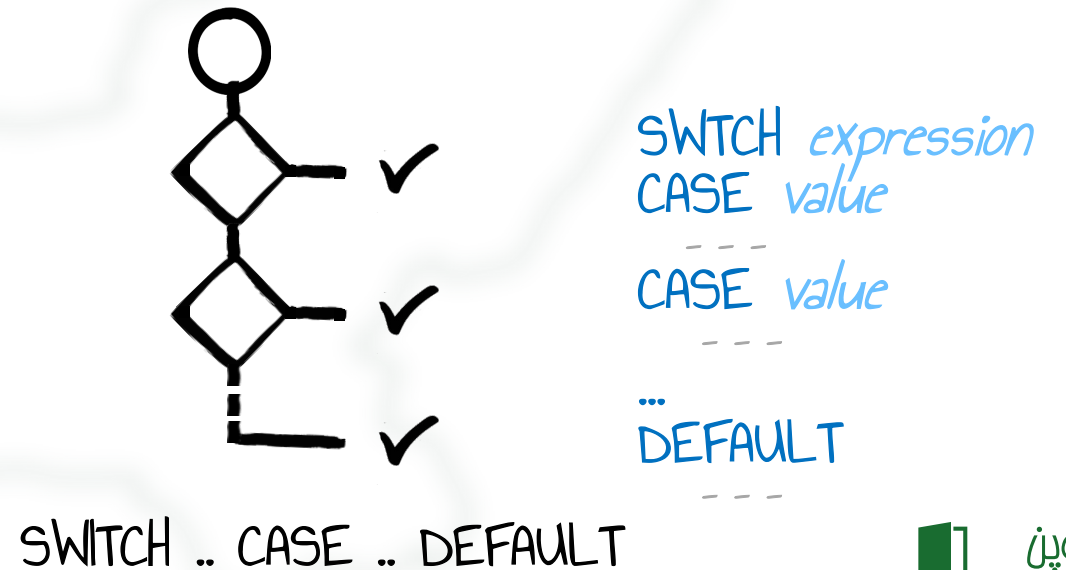 SWTCH expression
CASE value
- - -
CASE value
- - -
...
DEFAULT
- - -
SWITCH .. CASE .. DEFAULT